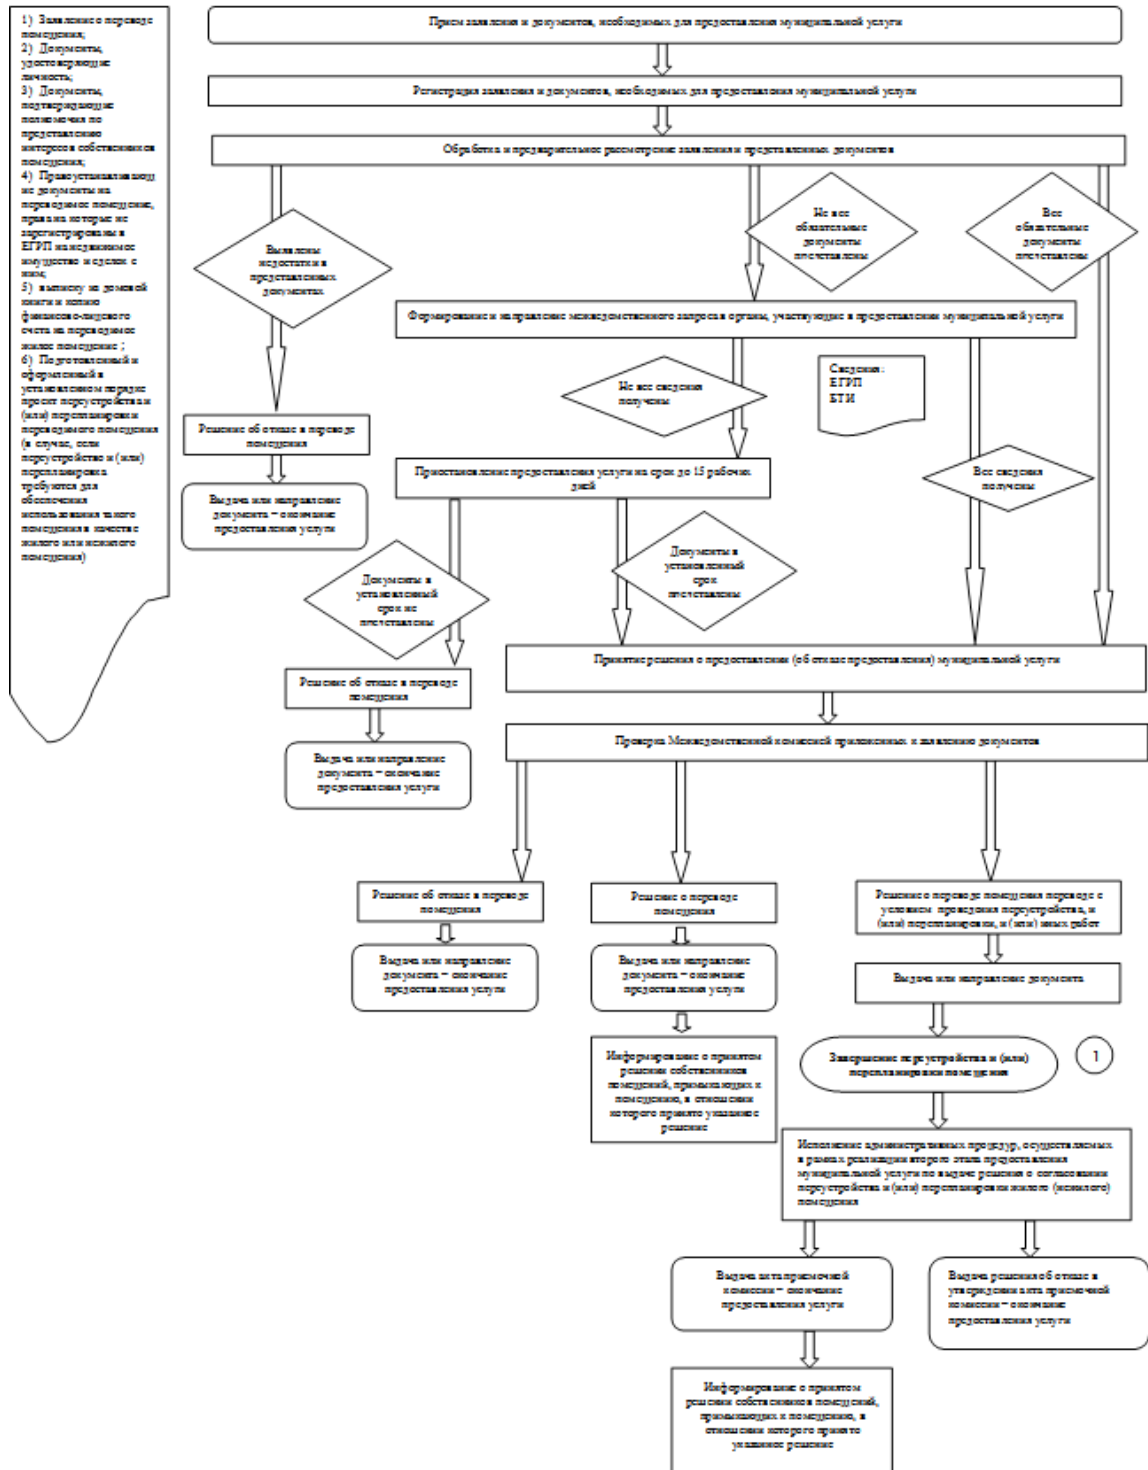 1) Заявление о переводе
помещения;
2) Документы,
удостоверяющие
личность;
3) Документы,
подтверждающие
полномочия по
представлению
интересов собственников
помещения;
4) Правоустанавливающ
ие документы на
переводимое помещение,
права на которые не
зарегистрированы в
ЕГРП на недвижимое
имущество и сделок с
ним;
5) выписку из домовой
книги и копию
финансово-лицевого
счета на переводимое
жилое помещение ;
6) Подготовленный и
оформленный в
установленном порядке
проект переустройства и
(или) перепланировки
переводимого помещения
(в случае, если
переустройство и (или)
перепланировка
требуются для
обеспечения
использования такого
помещения в качестве
жилого или нежилого
помещения)
Прием заявления и документов, необходимых для предоставления муниципальной услуги
Регистрация заявления и документов, необходимых для предоставления муниципальной услуги
Обработка и предварительное рассмотрение заявления и представленных документов
Выявлены
недостатки в
представленных
документах
Не все
обязательные
документы
представлены
Все
обязательные
документы
представлены
Формирование и направление межведомственного запроса в органы, участвующие в предоставлении муниципальной услуги
Не все сведения
получены
Сведения:
ЕГРП
БТИ
Все сведения
получены
Решение об отказе в переводе
помещения
Выдача или направление
документа – окончание
предоставления услуги
Приостановление предоставления услуги на срок до 15 рабочих
дней
Документы в
установленный
срок не
представлены
Документы в
установленный
срок
представлены
Решение об отказе в переводе
помещения
Выдача или направление
документа – окончание
предоставления услуги
Принятие решения о предоставлении (об отказе предоставления) муниципальной услуги
Проверка Межведомственной комиссией приложенных к заявлению документов
Решение об отказе в переводе
помещения
Выдача или направление
документа – окончание
предоставления услуги
Решение о переводе
помещения
Выдача или направление
документа – окончание
предоставления услуги
Информирование о принятом
решении собственников
помещений, примыкающих к
помещению, в отношении
которого принято указанное
решение
Решение о переводе помещения переводе с
условием проведения переустройства, и
(или) перепланировки, и (или) иных работ
Выдача или направление документа
Завершение переустройства и (или)
перепланировки помещения
1
Исполнение административных процедур, осуществляемых
в рамках реализации второго этапа предоставления
муниципальной услуги по выдаче решения о согласовании
переустройства и (или) перепланировки жилого (нежилого)
помещения
Выдача акта приемочной
комиссии – окончание
предоставления услуги
Выдача решения об отказе в
утверждении акта приемочной
комиссии – окончание
предоставления услуги
Информирование о принятом
решении собственников помещений,
примыкающих к помещению, в
отношении которого принято
указанное решение